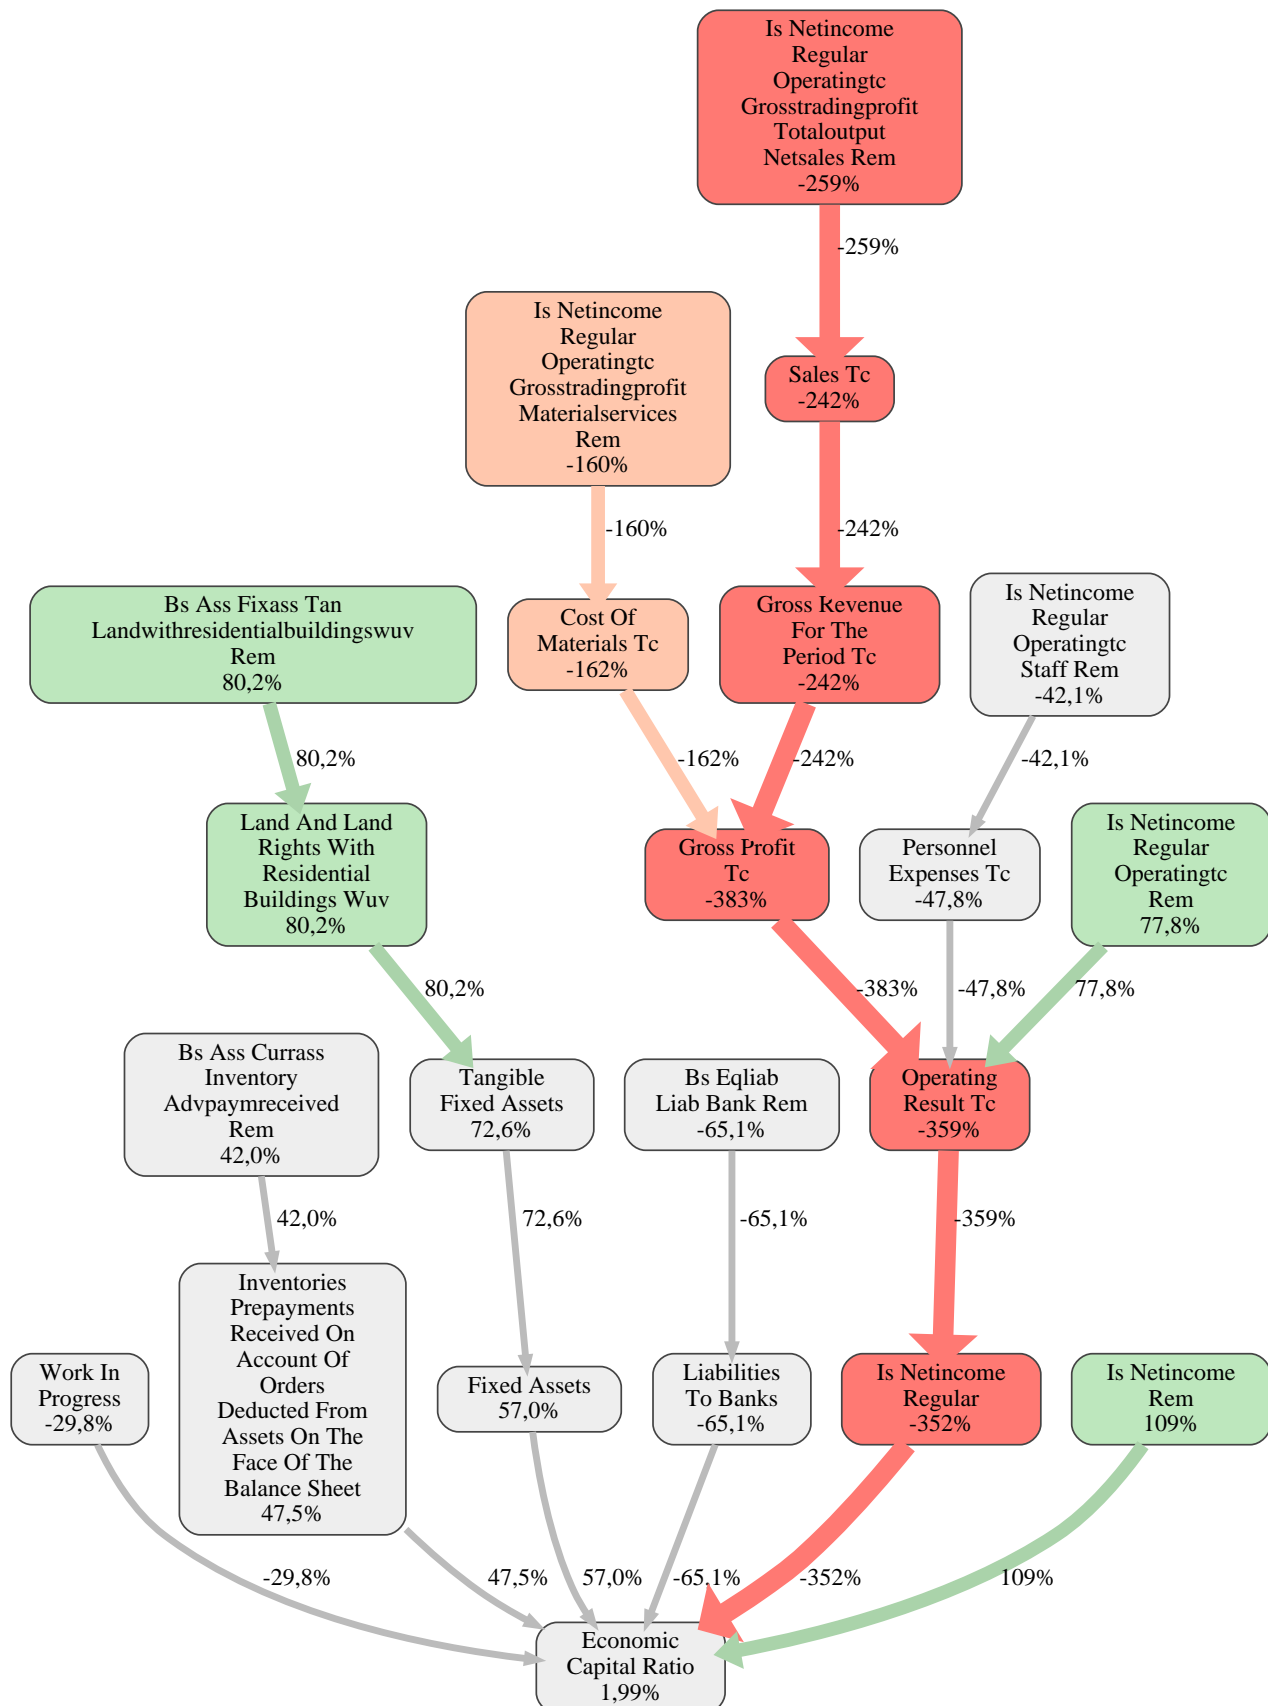 Is Netincome
Regular
Operatingtc
Grosstradingprofit
Totaloutput
Netsales Rem
-259%
-259%
Is Netincome
Regular
Operatingtc
Grosstradingprofit
Materialservices
Rem
-160%
Sales Tc
-242%
-160%
-242%
Bs Ass Fixass Tan
Landwithresidentialbuildingswuv
Rem
80,2%
Cost Of
Materials Tc
-162%
Gross Revenue
For The
Period Tc
-242%
Is Netincome
Regular
Operatingtc
Staff Rem
-42,1%
80,2%
-162%
-242%
-42,1%
Land And Land
Rights With
Residential
Buildings Wuv
80,2%
Gross Profit
Tc
-383%
Personnel
Expenses Tc
-47,8%
Is Netincome
Regular
Operatingtc
Rem
77,8%
80,2%
-383%
-47,8%
77,8%
Bs Ass Currass
Inventory
Advpaymreceived
Rem
42,0%
Tangible
Fixed Assets
72,6%
Bs Eqliab
Liab Bank Rem
-65,1%
Operating
Result Tc
-359%
42,0%
72,6%
-65,1%
-359%
Work In
Progress
-29,8%
Inventories
Prepayments
Received On
Account Of
Orders
Deducted From
Assets On The
Face Of The
Balance Sheet
47,5%
Fixed Assets
57,0%
Liabilities
To Banks
-65,1%
Is Netincome
Regular
-352%
Is Netincome
Rem
109%
-29,8%
47,5%
57,0%
-65,1%
-352%
109%
Economic
Capital Ratio
1,99%